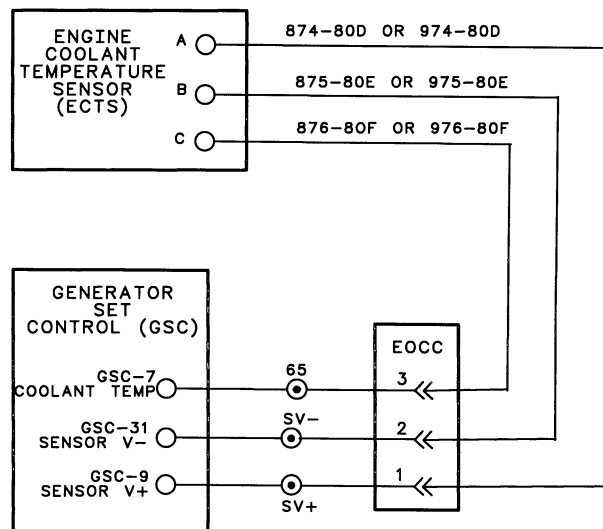 ENGINE
COOLANT
TEMPERATURE
SENSOR
(ECTS)
A
874-80D OR 974-80D
B
875-80E OR 975-80E
C
876-80F OR 976-80F
GENERATOR
SET
CONTROL (GSC)
EOCC
GSC-7
COOLANT TEMP
65
3
GSC-31
SENSOR V-
SV-
2
GSC-9
SENSOR V+
SV+
1